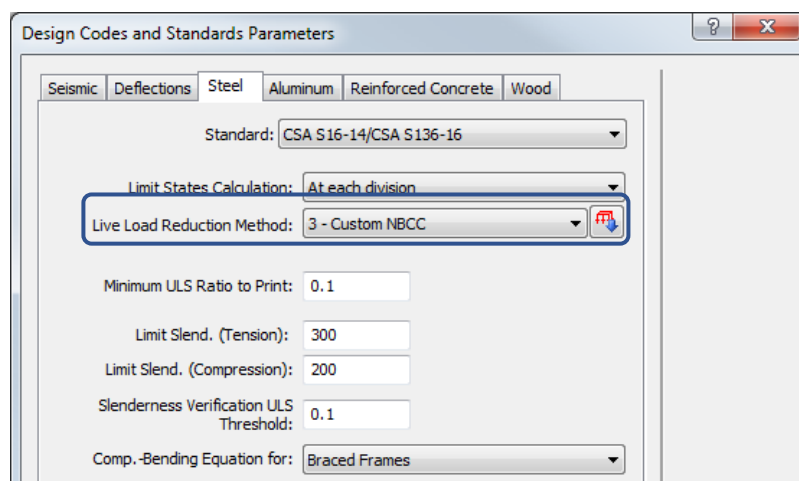 Design Codes and Standards Parameters
Seismic Deflections Steel Aluminum Reinforced Concrete Wood
Standard: CSA S16-14/CSA S136-16
Limit States Calculation: At each division
Live Load Reduction Method: 3 - Custom NBCC
Minimum ULS Ratio to Print: 0.1
Limit Slend. (Tension): 300
Limit Slend. (Compression): 200
Slenderness Verification ULS
Threshold: 0.1
Comp.-Bending Equation for: Braced Frames